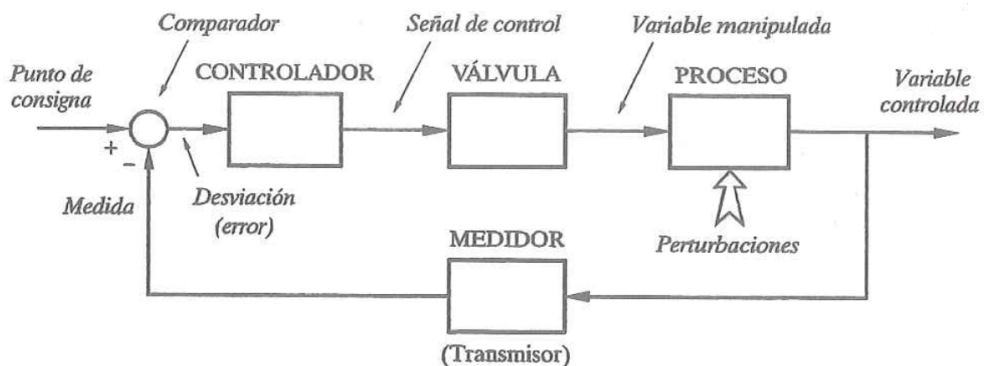 Comparador
Señal de control
Variable manipulada
Punto de
consigna
CONTROLADOR
VÁLVULA
PROCESO
Variable
controlada
+
−
Medida
Desviación
(error)
Perturbaciones
MEDIDOR
(Transmisor)